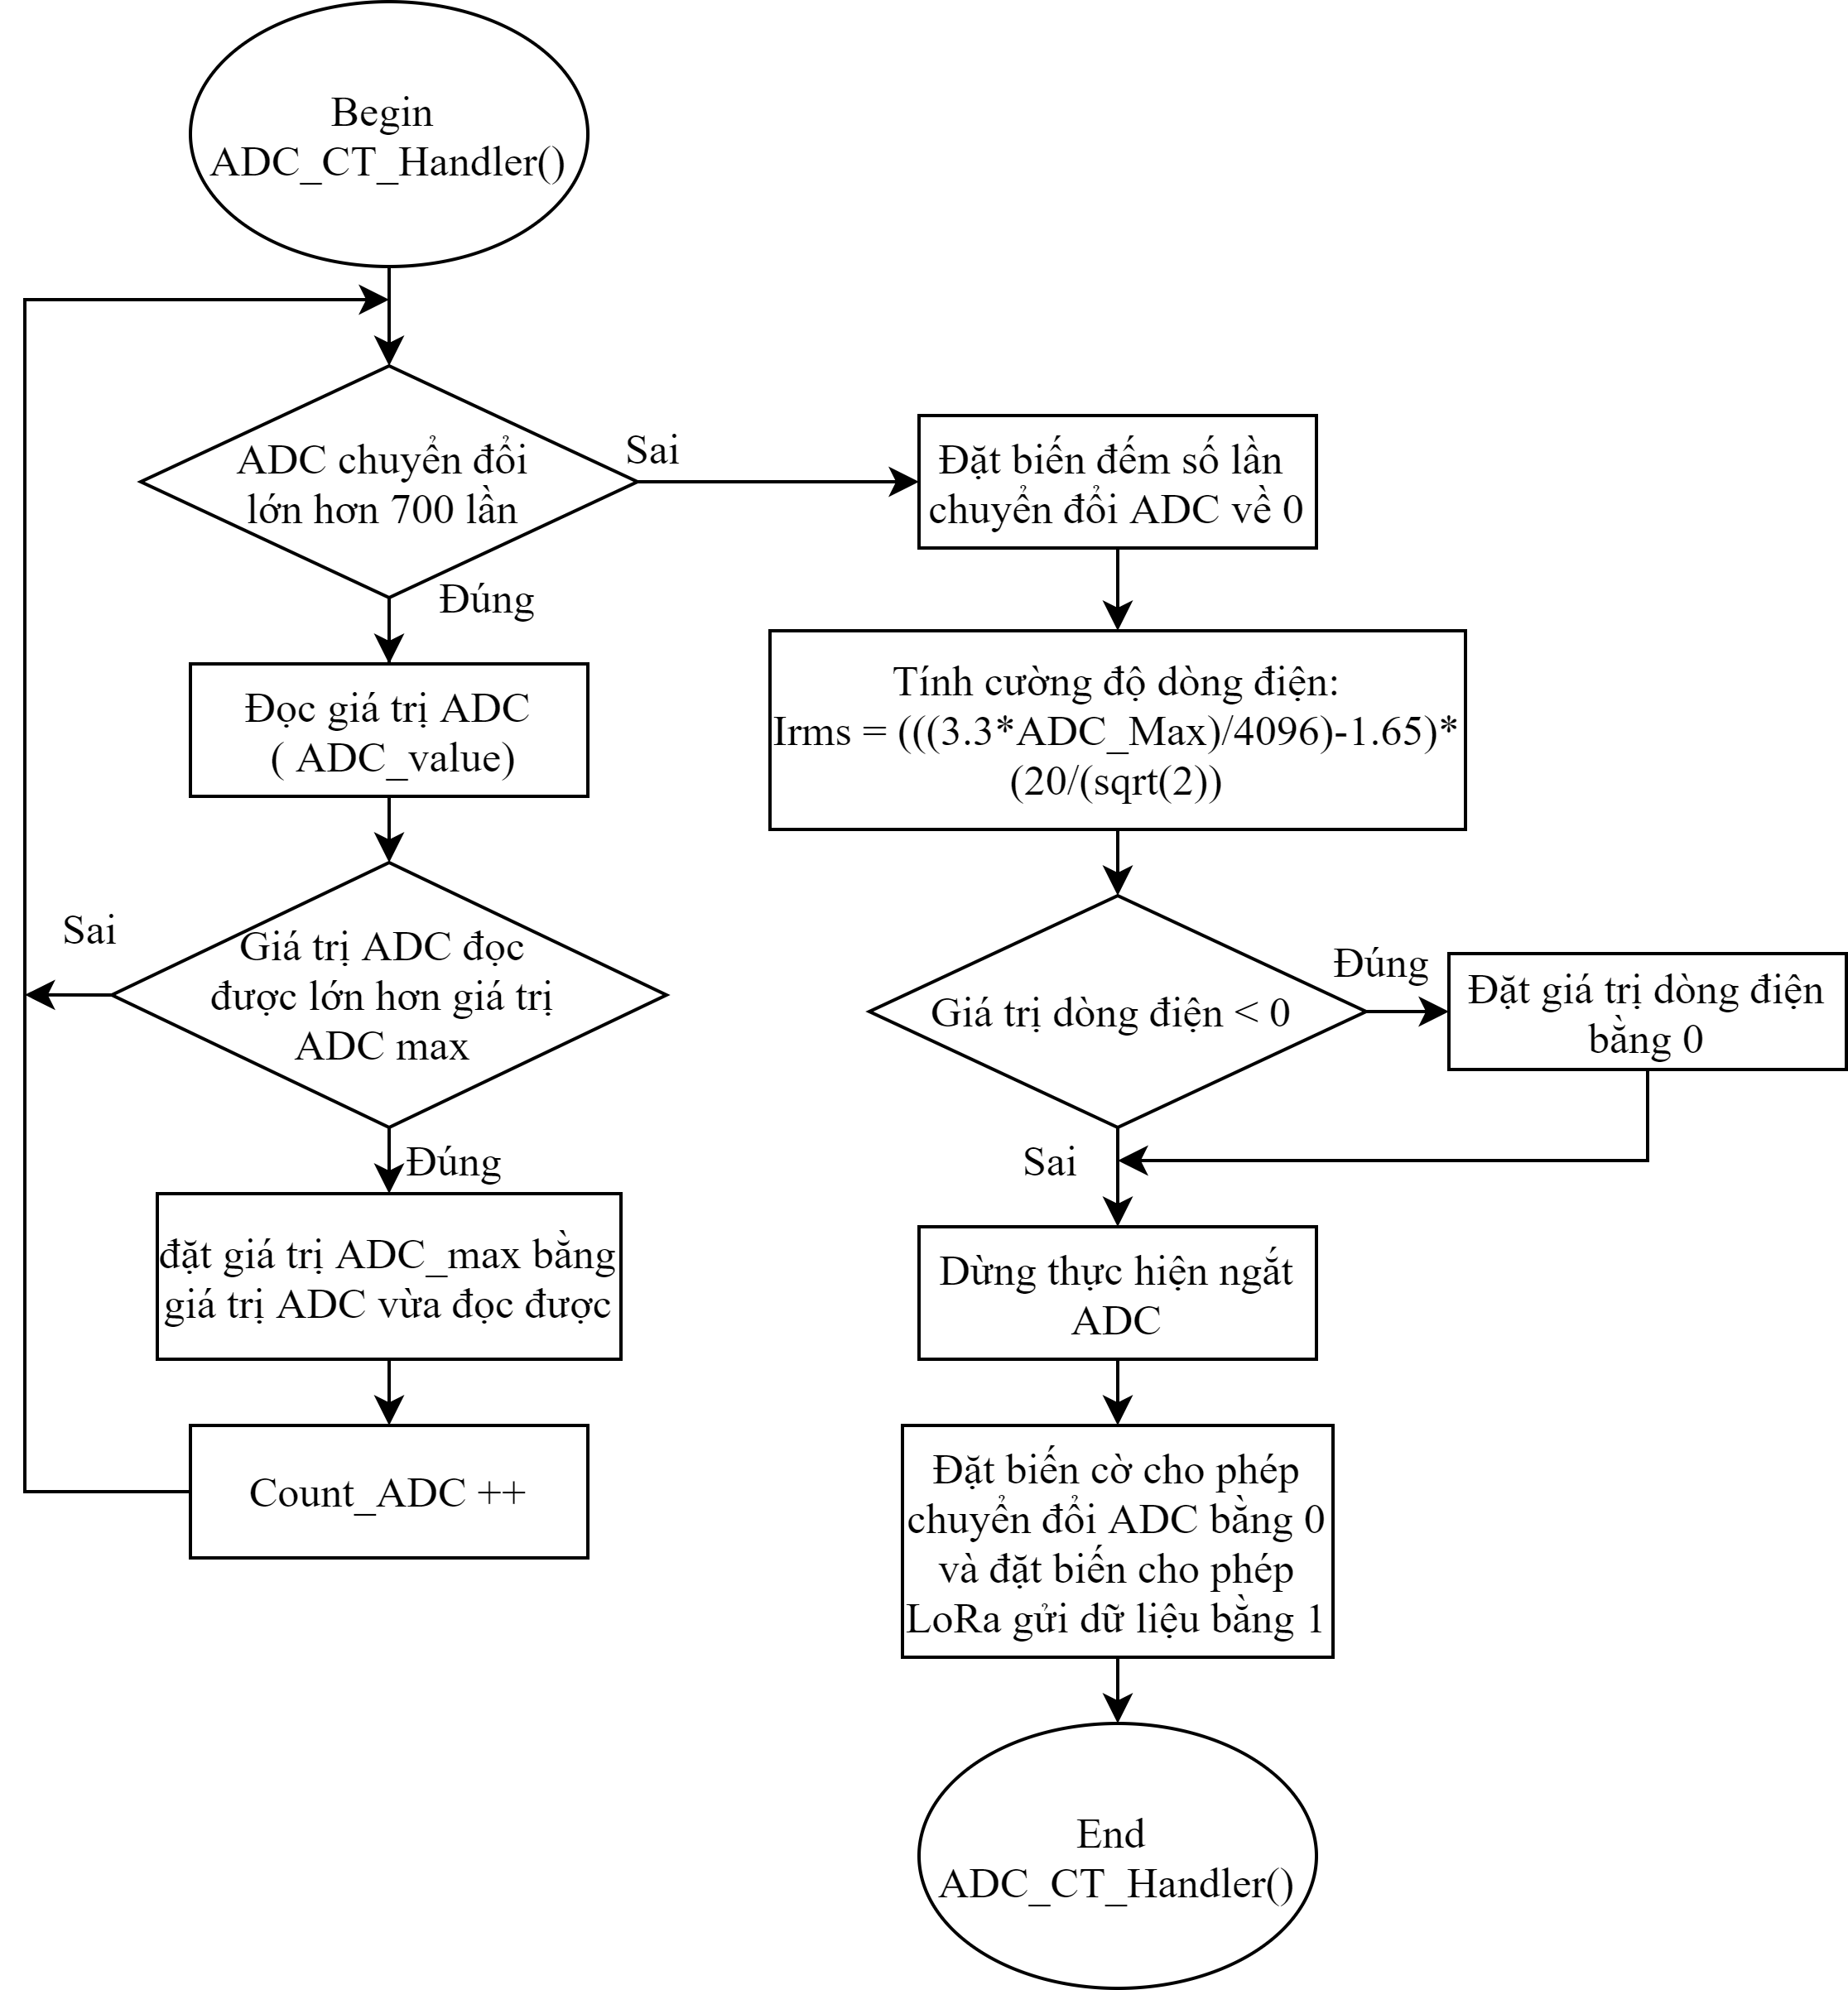 Begin
ADC_CT_Handler()
ADC chuyển đổi
lớn hơn 700 lần
Sai
Đúng
Đọc giá trị ADC
( ADC_value)
Giá trị ADC đọc
được lớn hơn giá trị
ADC max
Sai
Đúng
đặt giá trị ADC_max bằng
giá trị ADC vừa đọc được
Count_ADC ++
Đặt biến đếm số lần
chuyển đổi ADC về 0
Tính cường độ dòng điện:
Irms = (((3.3*ADC_Max)/4096)-1.65)*
(20/(sqrt(2))
Giá trị dòng điện < 0
Đúng
Đặt giá trị dòng điện
bằng 0
Sai
Dừng thực hiện ngắt
ADC
Đặt biến cờ cho phép
chuyển đổi ADC bằng 0
và đặt biến cho phép
LoRa gửi dữ liệu bằng 1
End
ADC_CT_Handler()